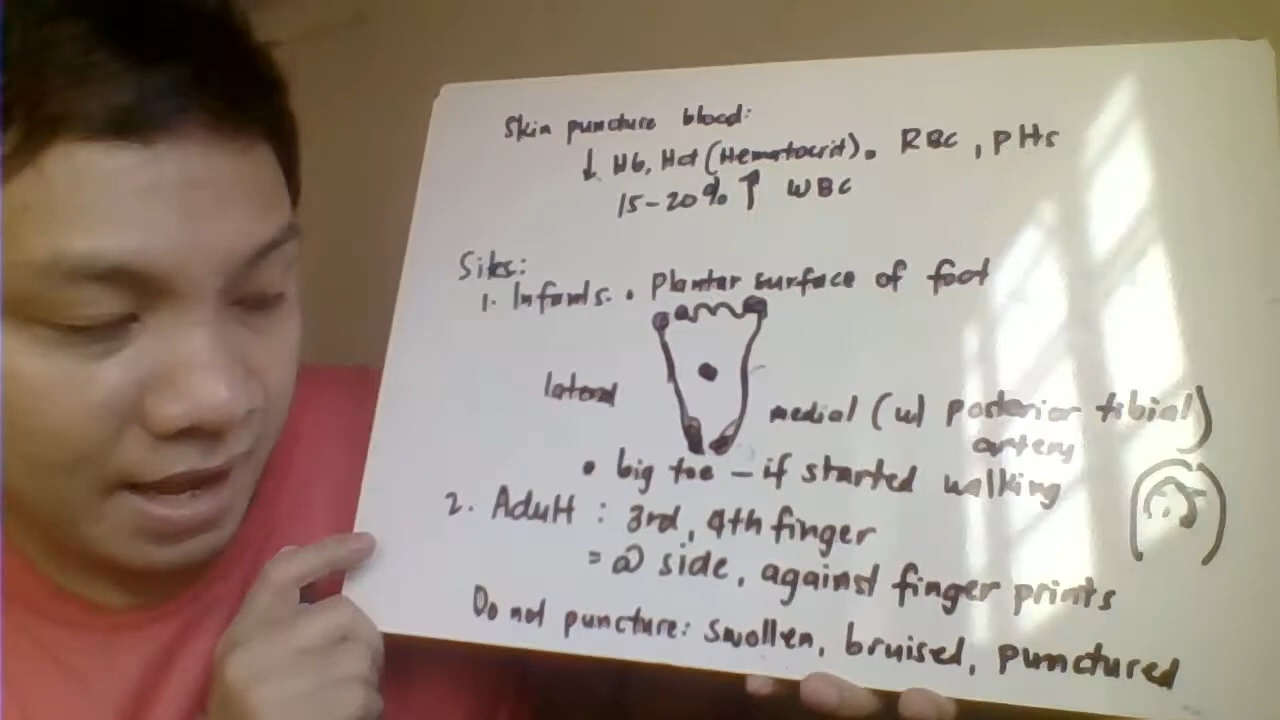 Skin puncture blood:
↓ Hb, Hct (Hematocrit). RBC, pHs
15-20% ↑ WBC
Sites:
1. Infants. • Plantar surface of foot
lateral
medial (w/ posterior tibial)
artery
• big toe – if started walking
2. Adult : 3rd, 4th finger
= @ side, against finger prints
Do not puncture: swollen, bruised, punctured